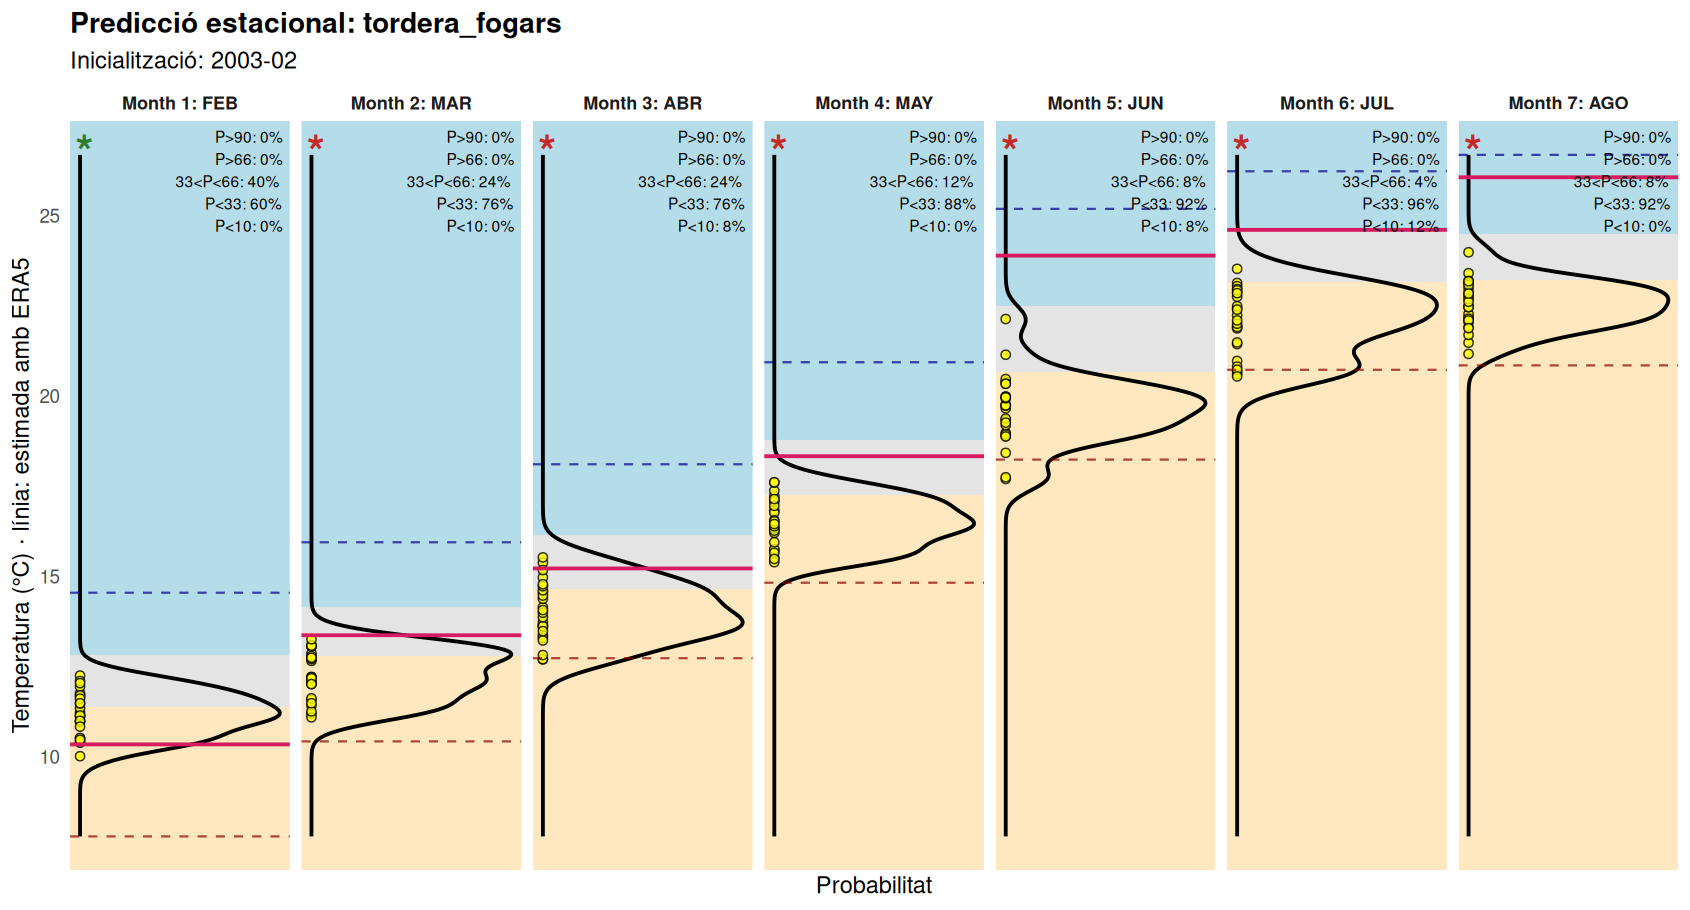 Predicció estacional: tordera_fogars
Inicialització: 2003-02
Month 1: FEB
Month 2: MAR
Month 3: ABR
Month 4: MAY
Month 5: JUN
Month 6: JUL
Month 7: AGO
*
P>90: 0%
P>66: 0%
33<P<66: 40%
P<33: 60%
P<10: 0%
*
P>90: 0%
P>66: 0%
33<P<66: 24%
P<33: 76%
P<10: 0%
*
P>90: 0%
P>66: 0%
33<P<66: 24%
P<33: 76%
P<10: 8%
*
P>90: 0%
P>66: 0%
33<P<66: 12%
P<33: 88%
P<10: 0%
*
P>90: 0%
P>66: 0%
33<P<66: 8%
P<33: 92%
P<10: 8%
*
P>90: 0%
P>66: 0%
33<P<66: 4%
P<33: 96%
P<10: 12%
*
P>90: 0%
P>66: 0%
33<P<66: 8%
P<33: 92%
P<10: 0%
25
20
15
10
Temperatura (°C) · línia: estimada amb ERA5
Probabilitat